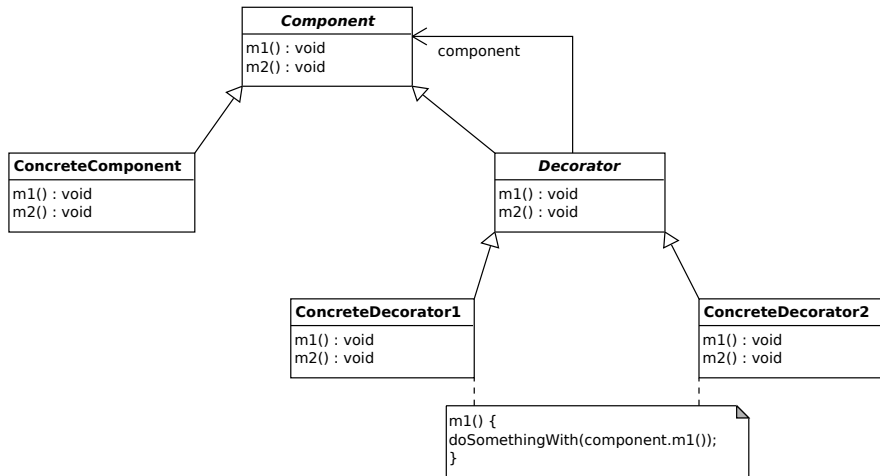 Component
m1() : void
m2() : void
component
ConcreteComponent
m1() : void
m2() : void
Decorator
m1() : void
m2() : void
ConcreteDecorator1
m1() : void
m2() : void
ConcreteDecorator2
m1() : void
m2() : void
m1() {
doSomethingWith(component.m1());
}